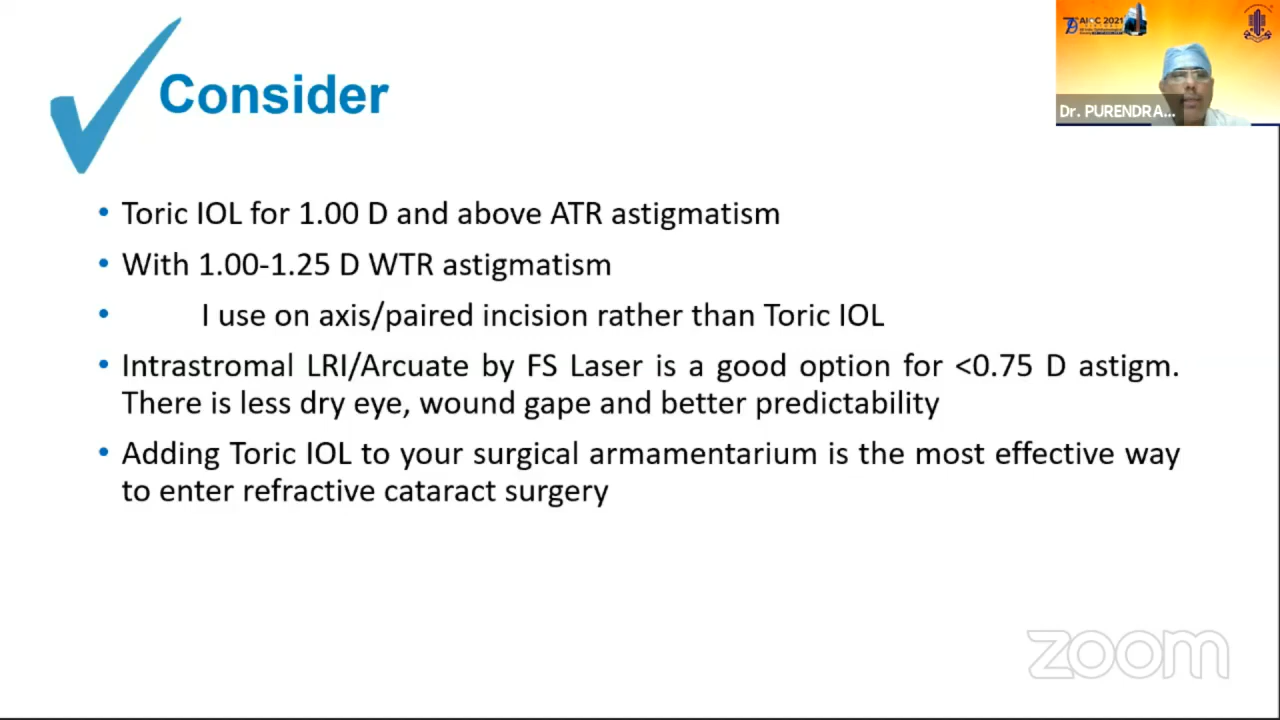 Consider
• Toric IOL for 1.00 D and above ATR astigmatism
• With 1.00-1.25 D WTR astigmatism
• I use on axis/paired incision rather than Toric IOL
• Intrastromal LRI/Arcuate by FS Laser is a good option for <0.75 D astigm.
There is less dry eye, wound gape and better predictability
• Adding Toric IOL to your surgical armamentarium is the most effective way
to enter refractive cataract surgery
AIOC 2021
Dr. PURENDRA...
zoom